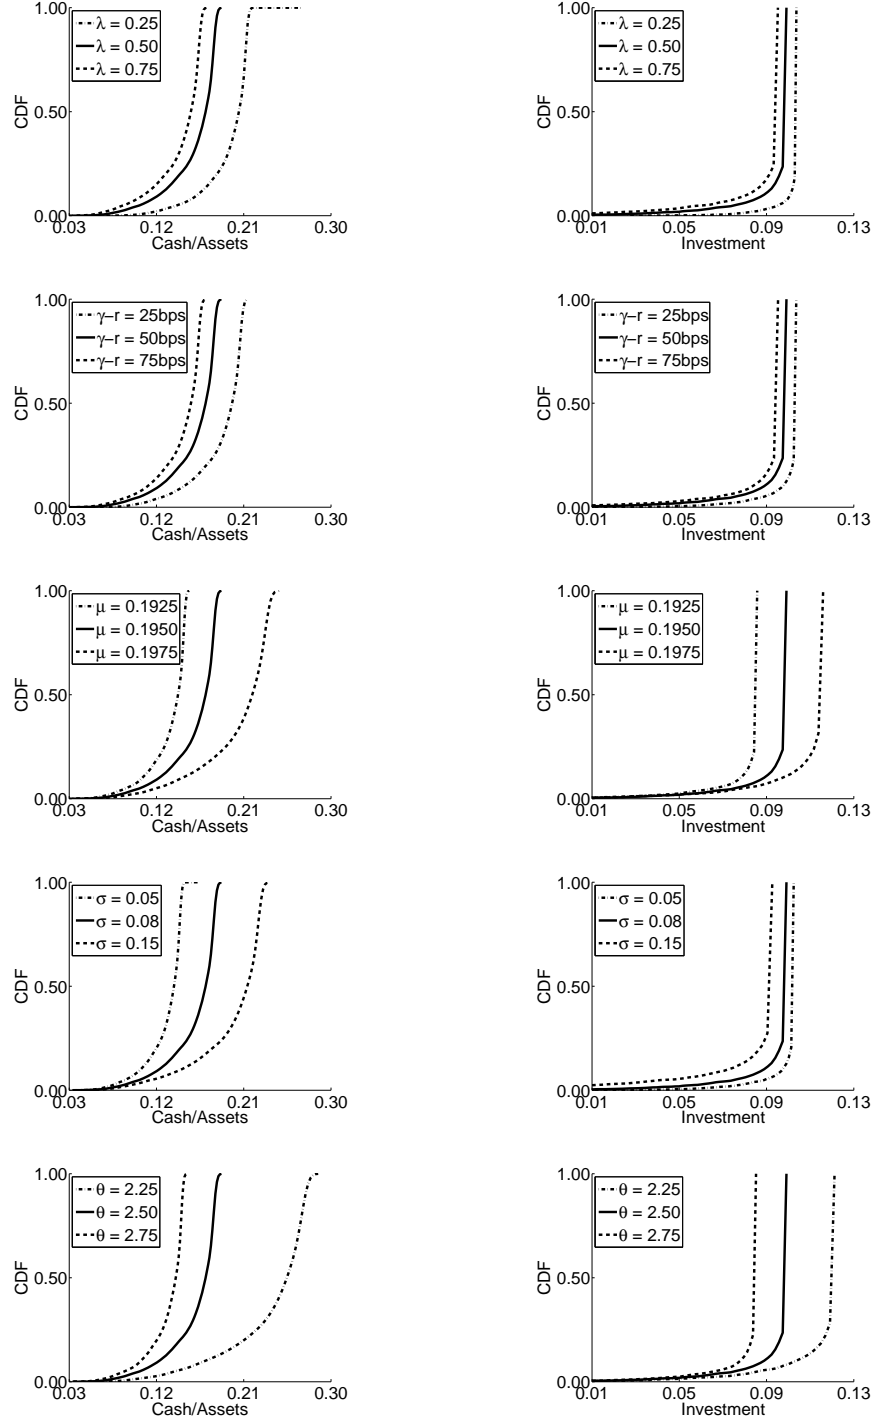 1.00
λ = 0.25
λ = 0.50
λ = 0.75
CDF
0.50
0.00
0.03 0.12 0.21 0.30
Cash/Assets
1.00
λ = 0.25
λ = 0.50
λ = 0.75
CDF
0.50
0.00
0.01 0.05 0.09 0.13
Investment
1.00
γ−r = 25bps
γ−r = 50bps
γ−r = 75bps
CDF
0.50
0.00
0.03 0.12 0.21 0.30
Cash/Assets
1.00
γ−r = 25bps
γ−r = 50bps
γ−r = 75bps
CDF
0.50
0.00
0.01 0.05 0.09 0.13
Investment
1.00
μ = 0.1925
μ = 0.1950
μ = 0.1975
CDF
0.50
0.00
0.03 0.12 0.21 0.30
Cash/Assets
1.00
μ = 0.1925
μ = 0.1950
μ = 0.1975
CDF
0.50
0.00
0.01 0.05 0.09 0.13
Investment
1.00
σ = 0.05
σ = 0.08
σ = 0.15
CDF
0.50
0.00
0.03 0.12 0.21 0.30
Cash/Assets
1.00
σ = 0.05
σ = 0.08
σ = 0.15
CDF
0.50
0.00
0.01 0.05 0.09 0.13
Investment
1.00
θ = 2.25
θ = 2.50
θ = 2.75
CDF
0.50
0.00
0.03 0.12 0.21 0.30
Cash/Assets
1.00
θ = 2.25
θ = 2.50
θ = 2.75
CDF
0.50
0.00
0.01 0.05 0.09 0.13
Investment